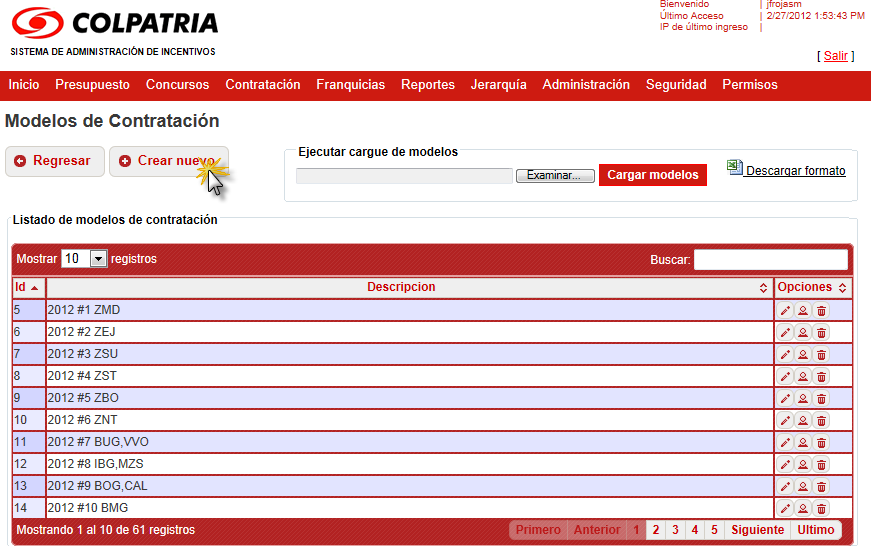 COLPATRIA
SISTEMA DE ADMINISTRACIÓN DE INCENTIVOS
Bienvenido | jfrojasm
Último Acceso | 2/27/2012 1:53:43 PM
IP de último ingreso |
[ Salir ]
Inicio Presupuesto Concursos Contratación Franquicias Reportes Jerarquía Administración Seguridad Permisos
Modelos de Contratación
Regresar Crear nuevo
Ejecutar cargue de modelos
Examinar... Cargar modelos Descargar formato
Listado de modelos de contratación
Mostrar 10 registros Buscar:
Id Descripcion Opciones
5 2012 #1 ZMD
6 2012 #2 ZEJ
7 2012 #3 ZSU
8 2012 #4 ZST
9 2012 #5 ZBO
10 2012 #6 ZNT
11 2012 #7 BUG,VVO
12 2012 #8 IBG,MZS
13 2012 #9 BOG,CAL
14 2012 #10 BMG
Mostrando 1 al 10 de 61 registros Primero Anterior 1 2 3 4 5 Siguiente Ultimo